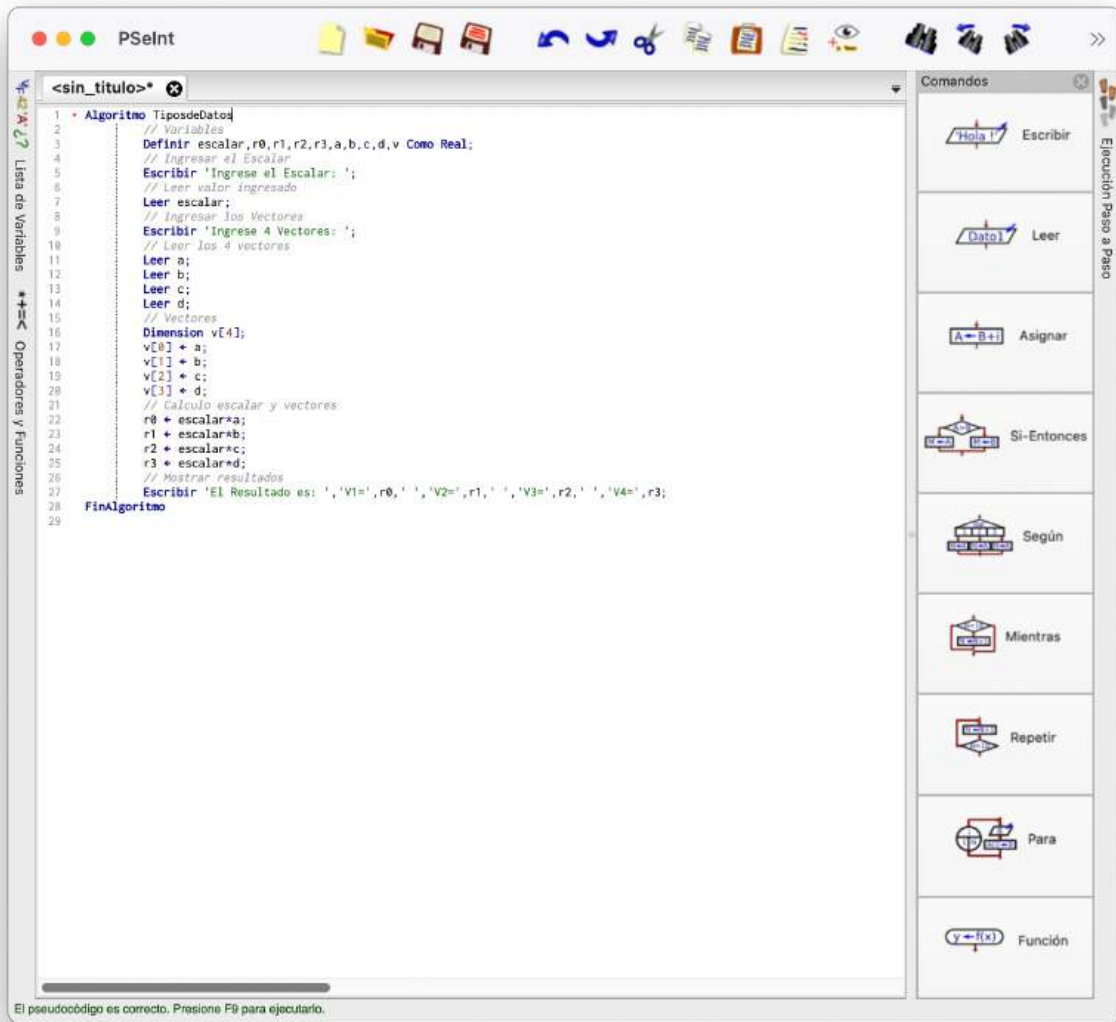 PSeInt
<sin_titulo>*
1 Algoritmo TiposdeDatos
2 // Variables
3 Definir escalar,r0,r1,r2,r3,a,b,c,d,v Como Real;
4 // Ingresar el Escalar
5 Escribir 'Ingrese el Escalar: ';
6 // Leer valor ingresado
7 Leer escalar;
8 // Ingresar los Vectores
9 Escribir 'Ingrese 4 Vectores: ';
10 // Leer los 4 vectores
11 Leer a;
12 Leer b;
13 Leer c;
14 Leer d;
15 // Vectores
16 Dimension v[4];
17 v[0] ← a;
18 v[1] ← b;
19 v[2] ← c;
20 v[3] ← d;
21 // Calculo escalar y vectores
22 r0 ← escalar*a;
23 r1 ← escalar*b;
24 r2 ← escalar*c;
25 r3 ← escalar*d;
26 // Mostrar resultados
27 Escribir 'El Resultado es: ','V1=',r0,' ','V2=',r1,' ','V3=',r2,' ','V4=',r3;
28 FinAlgoritmo
29
Lista de Variables
*+=< Operadores y Funciones
Comandos
'Hola !' Escribir
Dato1 Leer
A←B+i Asignar
Si-Entonces
Según
Mientras
Repetir
Para
y←f(x) Función
Ejecución Paso a Paso
El pseudocódigo es correcto. Presione F9 para ejecutarlo.